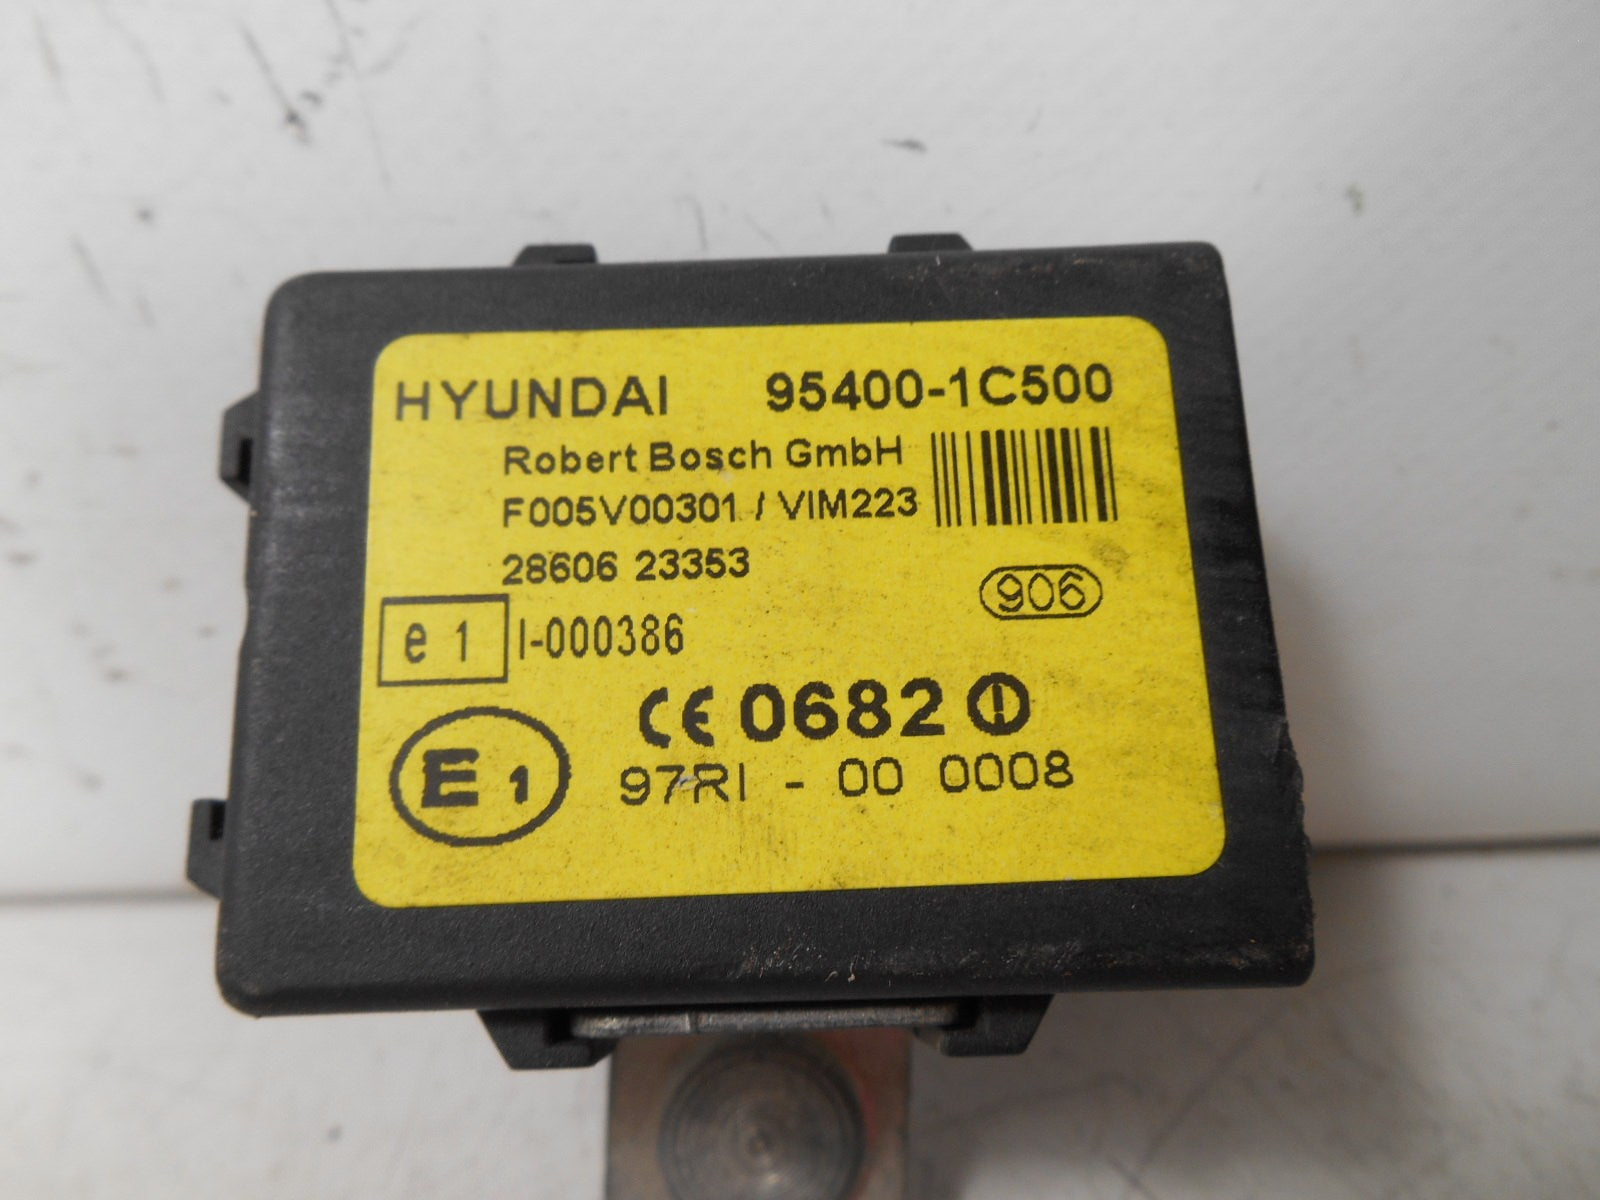 HYUNDAI 95400-1C500
Robert Bosch GmbH
F005V00301 / VIM223
28606 23353
906
e 1 I-000386
CE 0682
E 1 97RI - 00 0008